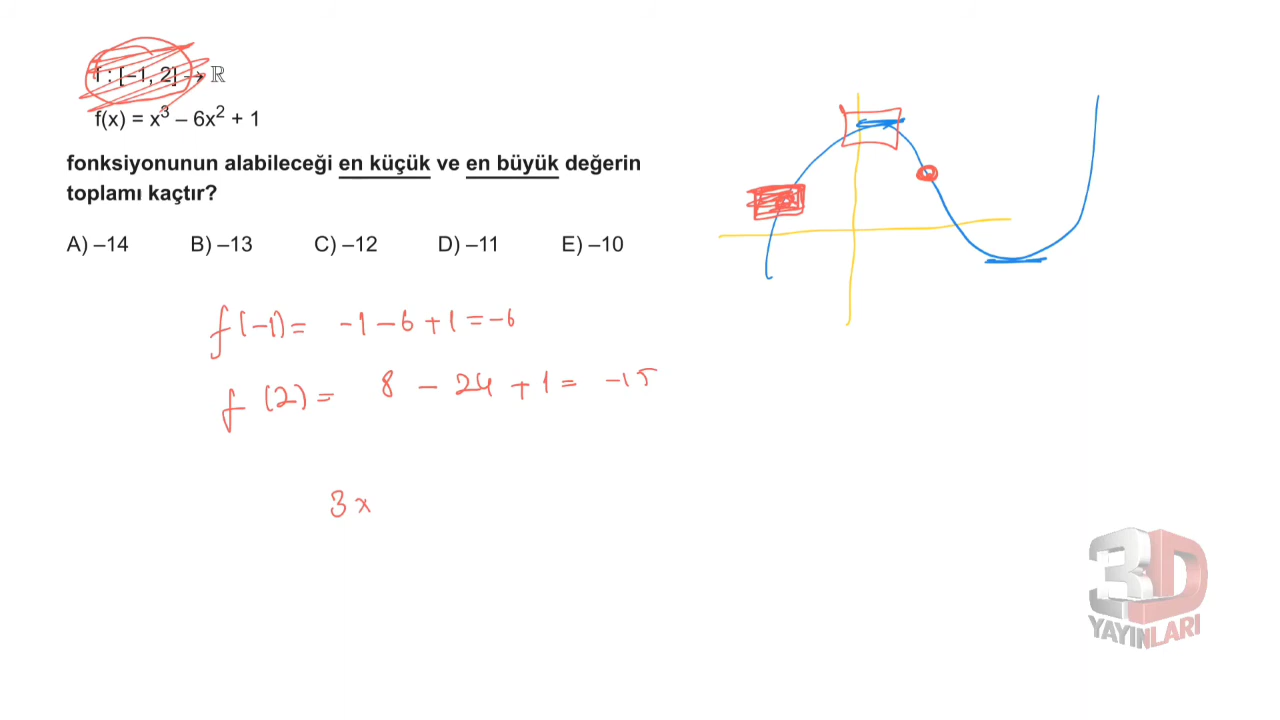 f : [–1, 2] → ℝ
f(x) = x³ – 6x² + 1
fonksiyonunun alabileceği en küçük ve en büyük değerin
toplamı kaçtır?
A) –14 B) –13 C) –12 D) –11 E) –10
f(-1) = -1 - 6 + 1 = -6
f(2) = 8 - 24 + 1 = -15
3x
3D
YAYINLARI